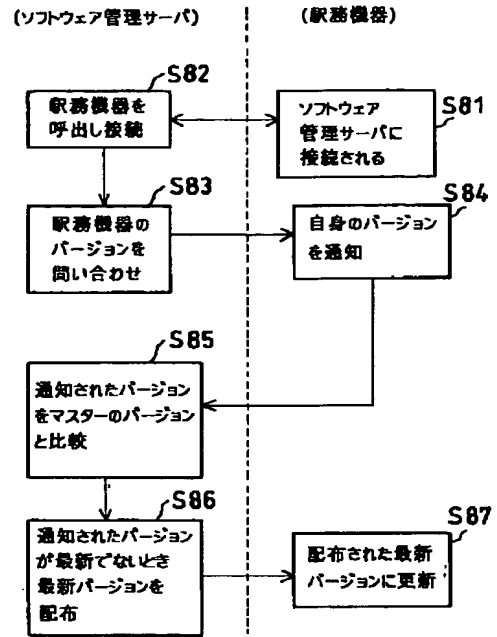 (ソフトウェア管理サーバ)
(駅務機器)
S82
駅務機器を
呼出し接続
S81
ソフトウェア
管理サーバに
接続される
S83
駅務機器の
バージョンを
問い合わせ
S84
自身のバージョン
を通知
S85
通知されたバージョン
をマスターのバージョン
と比較
S86
通知されたバージョン
が最新でないとき
最新バージョンを
配布
S87
配布された最新
バージョンに更新